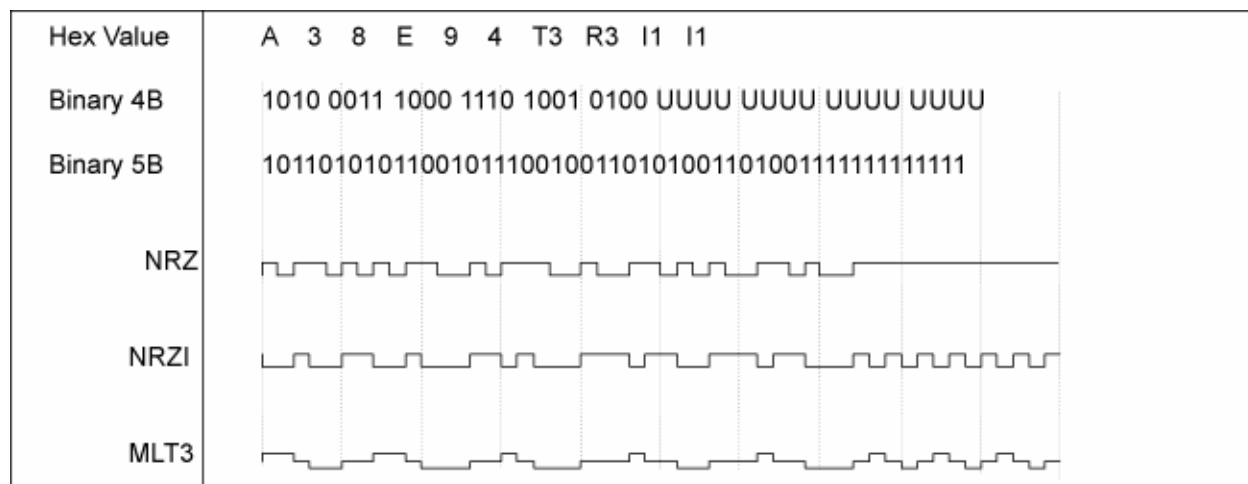 Hex Value A 3 8 E 9 4 T3 R3 I1 I1
Binary 4B 1010 0011 1000 1110 1001 0100 UUUU UUUU UUUU UUUU
Binary 5B 10110101011001011100100110101001101001111111111111
NRZ
NRZI
MLT3